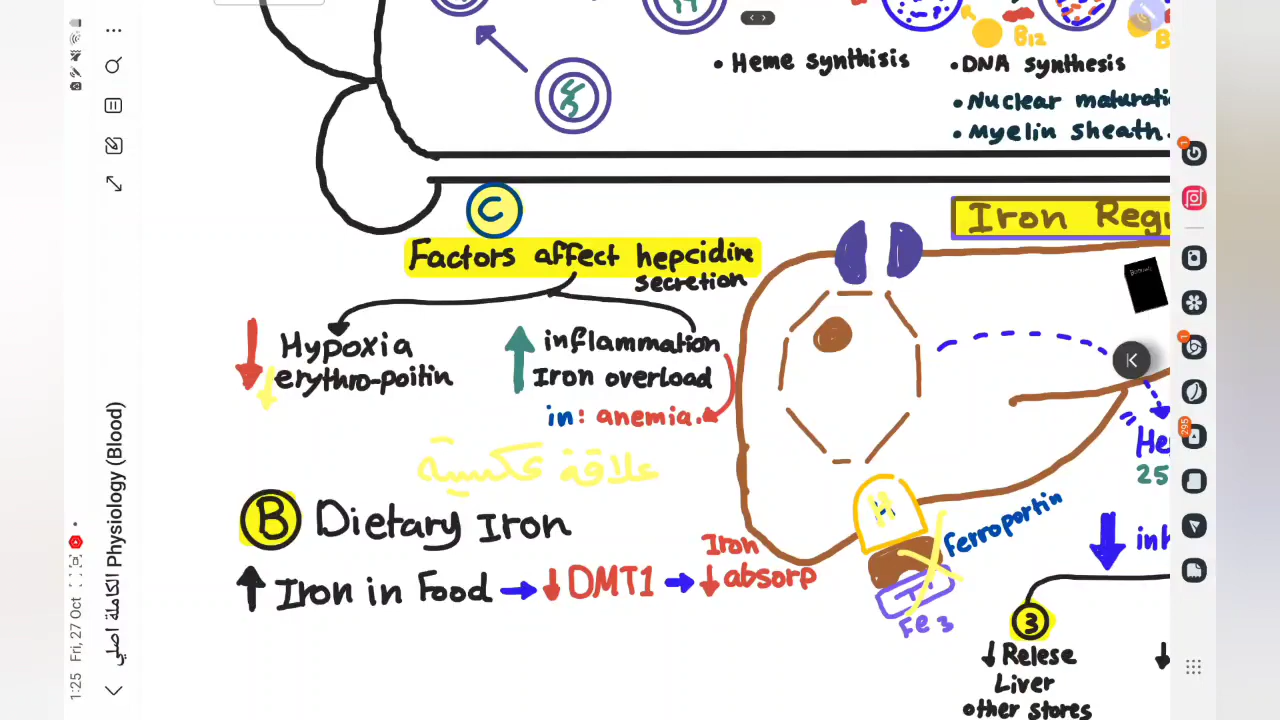 1:25 Fri, 27 Oct
الكاملة اصلي Physiology (Blood)
B12
• Heme synthisis
• DNA synthesis
• Nuclear maturati
• Myelin sheath.
C
Factors affect hepcidine
secretion
Hypoxia
erythro-poitin
inflammation
Iron overload
in: anemia.
علاقة عكسية
B Dietary Iron
↑ Iron in Food → ↓ DMT1 → ↓ Iron absorp
Iron Regu
H
Ferroportin
T
Fe3
"He
25
↓ inh
3
↓ Relese
Liver
other stores
295